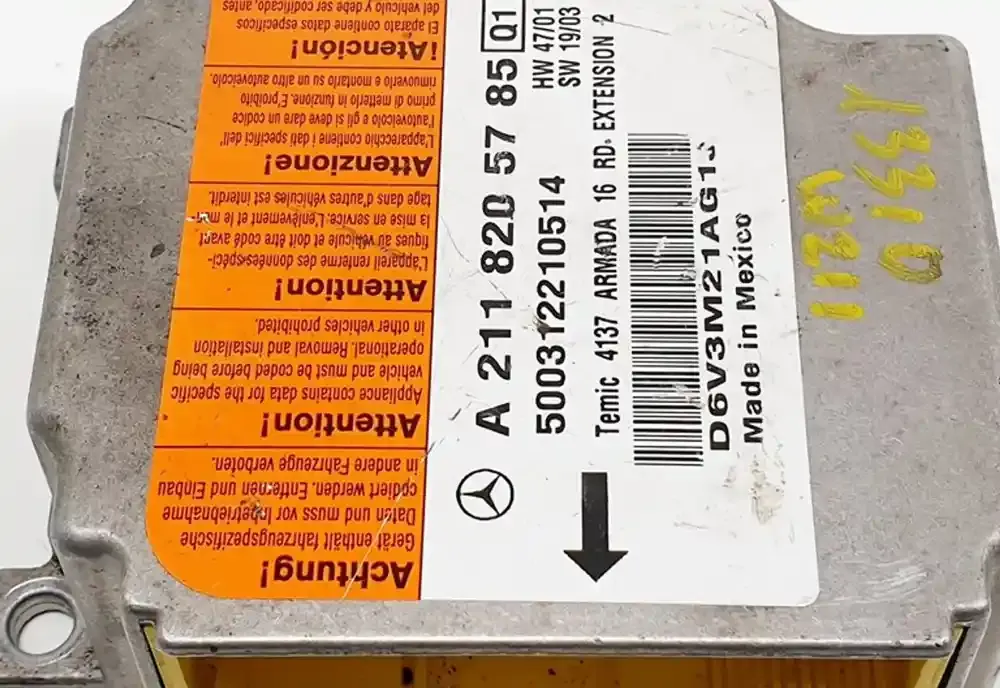 A 211 820 57 85 Q1
HW 47/01
SW 19/03
5003122210514
Temic 4137 ARMADA 16 RD. EXTENSION 2
D6V3M21AG1J
Made in Mexico
Achtung!
Gerät enthält fahrzeugspezifische
Daten und muss vor Inbetriebnahme
codiert werden. Entfernen und Einbau
in andere Fahrzeuge verboten.
Attention!
Appliance contains data for the specific
vehicle and must be coded before being
operational. Removal and installation
in other vehicles prohibited.
Attention!
L'appareil renferme des données spéci-
fiques au véhicule et doit être codé avant
la mise en service. L'enlèvement et le mon-
tage dans d'autres véhicules est interdit.
Attenzione!
L'apparecchio contiene i dati specifici dell'
l'autoveicolo e gli si deve dare un codice
primo di metterlo in funzione. E'proibito
rimuoverlo e montarlo su un altro autoveicolo.
¡Atención!
El aparato contiene datos específicos
del vehículo y debe ser codificado, antes
W211